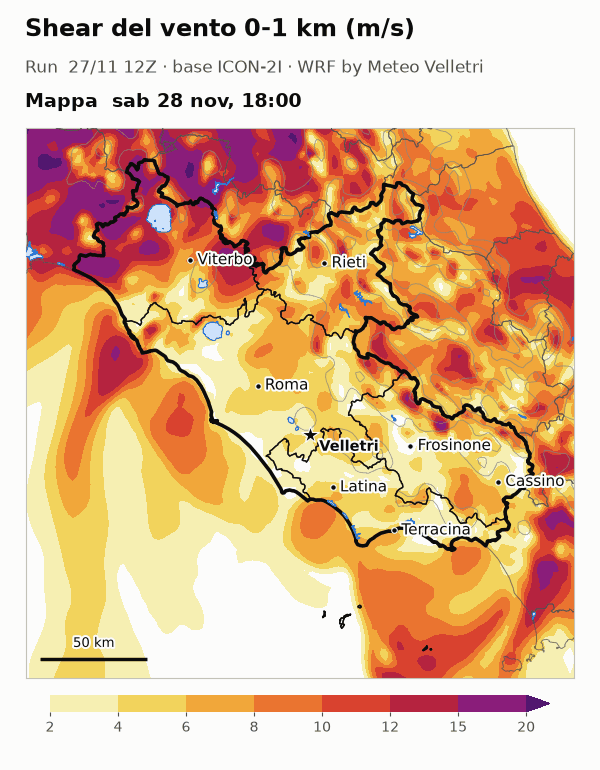 Shear del vento 0-1 km (m/s)
Run 27/11 12Z · base ICON-2I · WRF by Meteo Velletri
Mappa sab 28 nov, 18:00
Viterbo
Rieti
Roma
Velletri
Frosinone
Cassino
Latina
Terracina
50 km
2 4 6 8 10 12 15 20